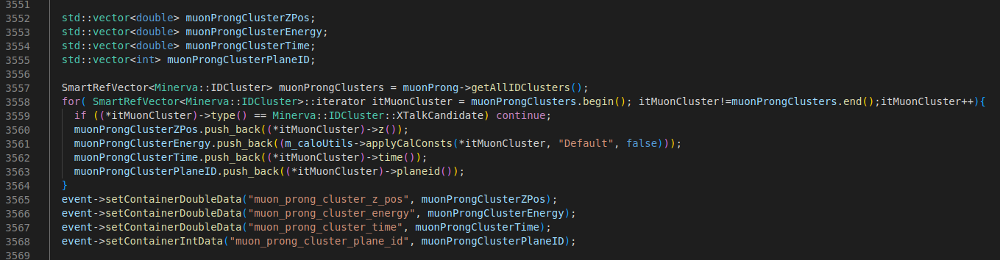 3551
3552 std::vector<double> muonProngClusterZPos;
3553 std::vector<double> muonProngClusterEnergy;
3554 std::vector<double> muonProngClusterTime;
3555 std::vector<int> muonProngClusterPlaneID;
3556
3557 SmartRefVector<Minerva::IDCluster> muonProngClusters = muonProng->getAllIDClusters();
3558 for( SmartRefVector<Minerva::IDCluster>::iterator itMuonCluster = muonProngClusters.begin(); itMuonCluster!=muonProngClusters.end();itMuonCluster++){
3559 if ((*itMuonCluster)->type() == Minerva::IDCluster::XTalkCandidate) continue;
3560 muonProngClusterZPos.push_back((*itMuonCluster)->z());
3561 muonProngClusterEnergy.push_back((m_caloUtils->applyCalConsts(*itMuonCluster, "Default", false)));
3562 muonProngClusterTime.push_back((*itMuonCluster)->time());
3563 muonProngClusterPlaneID.push_back((*itMuonCluster)->planeid());
3564 }
3565 event->setContainerDoubleData("muon_prong_cluster_z_pos", muonProngClusterZPos);
3566 event->setContainerDoubleData("muon_prong_cluster_energy", muonProngClusterEnergy);
3567 event->setContainerDoubleData("muon_prong_cluster_time", muonProngClusterTime);
3568 event->setContainerIntData("muon_prong_cluster_plane_id", muonProngClusterPlaneID);
3569